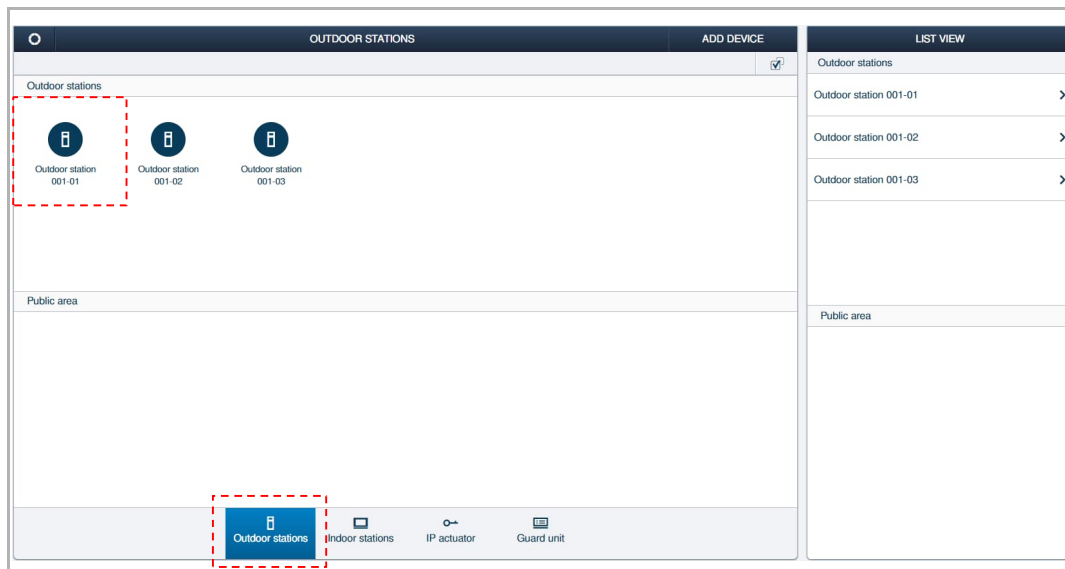 OUTDOOR STATIONS
ADD DEVICE
Outdoor stations
Outdoor station
001-01
Outdoor station
001-02
Outdoor station
001-03
Public area
Outdoor stations
Indoor stations
IP actuator
Guard unit
LIST VIEW
Outdoor stations
Outdoor station 001-01
Outdoor station 001-02
Outdoor station 001-03
Public area